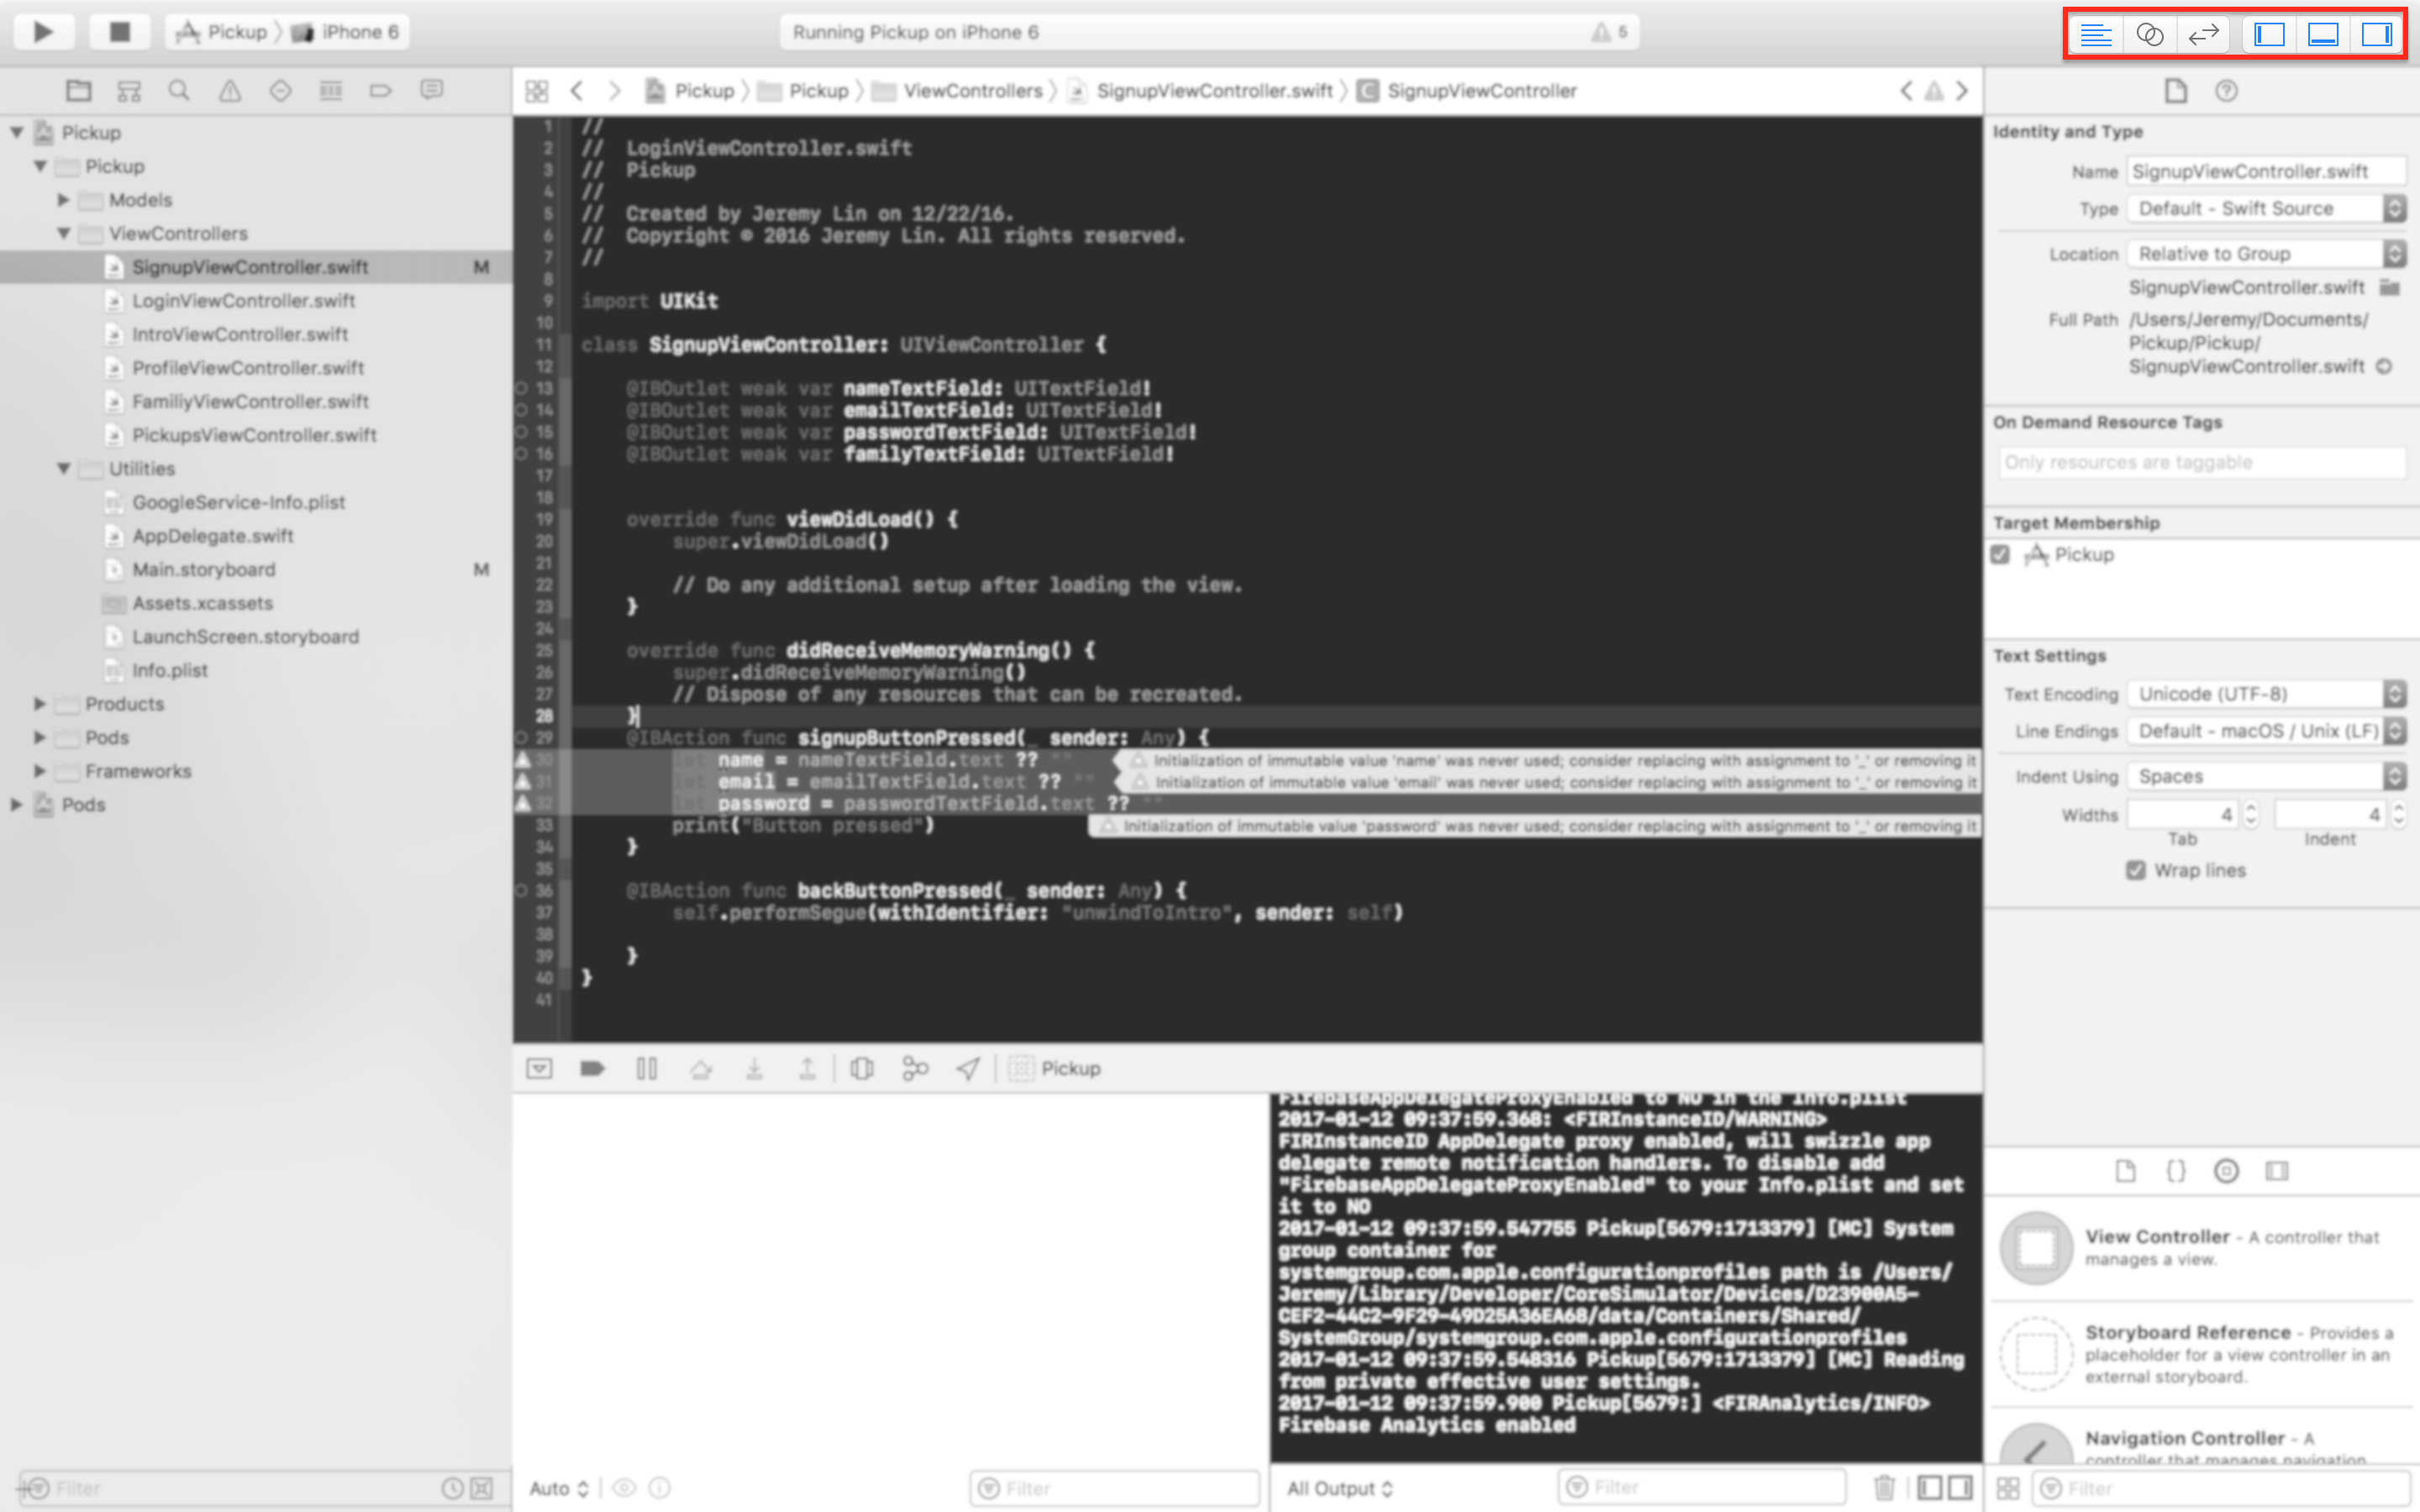 Pickup 〉 iPhone 6
Running Pickup on iPhone 6
5
Pickup 〉 Pickup 〉 ViewControllers 〉 SignupViewController.swift 〉 C SignupViewController
Pickup
Pickup
Models
ViewControllers
SignupViewController.swift M
LoginViewController.swift
IntroViewController.swift
ProfileViewController.swift
FamiliyViewController.swift
PickupsViewController.swift
Utilities
GoogleService-Info.plist
AppDelegate.swift
Main.storyboard M
Assets.xcassets
LaunchScreen.storyboard
Info.plist
Products
Pods
Frameworks
Pods
Filter
1 //
2 //  LoginViewController.swift
3 //  Pickup
4 //
5 //  Created by Jeremy Lin on 12/22/16.
6 //  Copyright © 2016 Jeremy Lin. All rights reserved.
7 //
8
9 import UIKit
10
11 class SignupViewController: UIViewController {
12
13     @IBOutlet weak var nameTextField: UITextField!
14     @IBOutlet weak var emailTextField: UITextField!
15     @IBOutlet weak var passwordTextField: UITextField!
16     @IBOutlet weak var familyTextField: UITextField!
17
18
19     override func viewDidLoad() {
20         super.viewDidLoad()
21
22         // Do any additional setup after loading the view.
23     }
24
25     override func didReceiveMemoryWarning() {
26         super.didReceiveMemoryWarning()
27         // Dispose of any resources that can be recreated.
28     }
29     @IBAction func signupButtonPressed(_ sender: Any) {
30         let name = nameTextField.text ?? "" Initialization of immutable value 'name' was never used; consider replacing with assignment to '_' or removing it
31         let email = emailTextField.text ?? "" Initialization of immutable value 'email' was never used; consider replacing with assignment to '_' or removing it
32         let password = passwordTextField.text ?? ""
33         print("Button pressed") Initialization of immutable value 'password' was never used; consider replacing with assignment to '_' or removing it
34     }
35
36     @IBAction func backButtonPressed(_ sender: Any) {
37         self.performSegue(withIdentifier: "unwindToIntro", sender: self)
38
39     }
40 }
41
Pickup
FirebaseAppDelegateProxyEnabled to NO in the Info.plist
2017-01-12 09:37:59.368: <FIRInstanceID/WARNING>
FIRInstanceID AppDelegate proxy enabled, will swizzle app
delegate remote notification handlers. To disable add
"FirebaseAppDelegateProxyEnabled" to your Info.plist and set
it to NO
2017-01-12 09:37:59.547755 Pickup[5679:1713379] [MC] System
group container for
systemgroup.com.apple.configurationprofiles path is /Users/
Jeremy/Library/Developer/CoreSimulator/Devices/D23900A5-
CEF2-44C2-9F29-49D25A36EA68/data/Containers/Shared/
SystemGroup/systemgroup.com.apple.configurationprofiles
2017-01-12 09:37:59.548316 Pickup[5679:1713379] [MC] Reading
from private effective user settings.
2017-01-12 09:37:59.900 Pickup[5679:] <FIRAnalytics/INFO>
Firebase Analytics enabled
Auto
Filter
All Output
Filter
Identity and Type
Name SignupViewController.swift
Type Default - Swift Source
Location Relative to Group
SignupViewController.swift
Full Path /Users/Jeremy/Documents/
Pickup/Pickup/
SignupViewController.swift
On Demand Resource Tags
Only resources are taggable
Target Membership
Pickup
Text Settings
Text Encoding Unicode (UTF-8)
Line Endings Default - macOS / Unix (LF)
Indent Using Spaces
Widths 4 4
Tab Indent
Wrap lines
{}
View Controller - A controller that
manages a view.
Storyboard Reference - Provides a
placeholder for a view controller in an
external storyboard.
Navigation Controller - A
controller that manages navigation
Filter